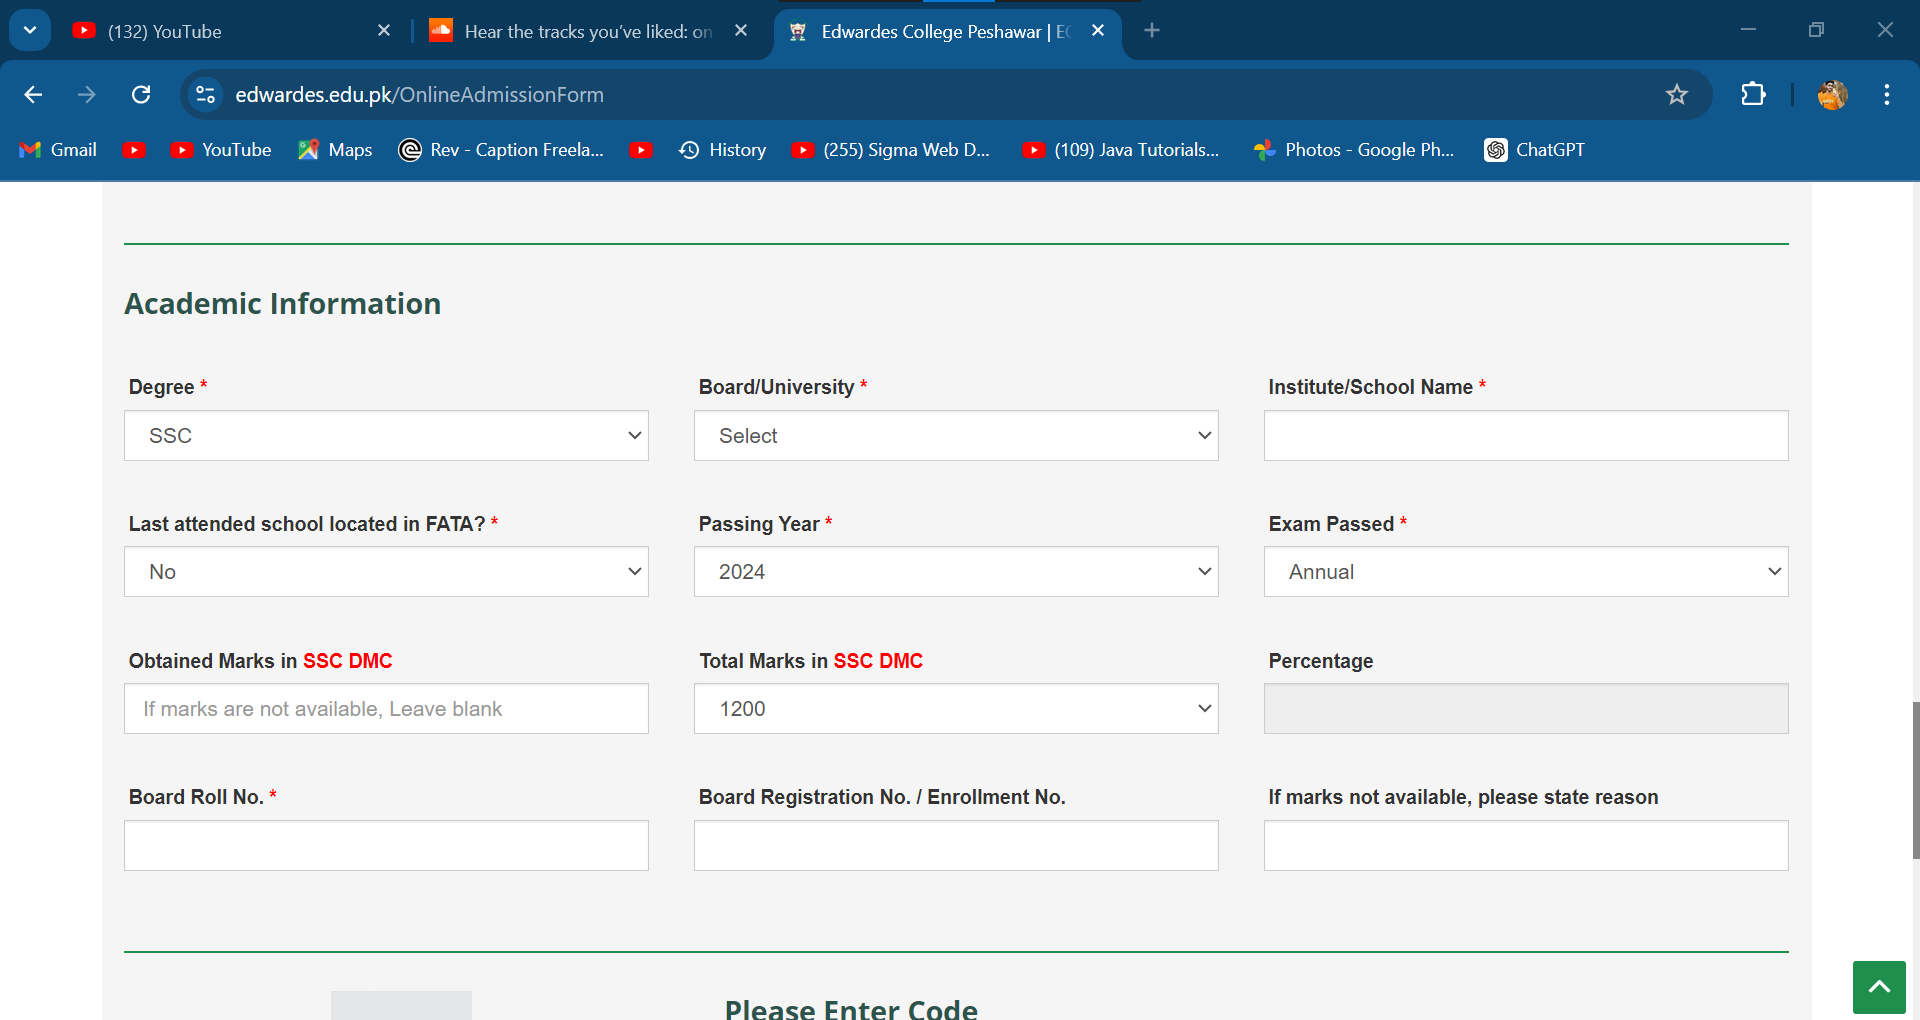 (132) YouTube
Hear the tracks you've liked: on
Edwardes College Peshawar | EC
edwardes.edu.pk/OnlineAdmissionForm
Gmail
YouTube
Maps
Rev - Caption Freela...
History
(255) Sigma Web D...
(109) Java Tutorials...
Photos - Google Ph...
ChatGPT
Academic Information
Degree *
Board/University *
Institute/School Name *
SSC
Select
Last attended school located in FATA? *
Passing Year *
Exam Passed *
No
2024
Annual
Obtained Marks in SSC DMC
Total Marks in SSC DMC
Percentage
If marks are not available, Leave blank
1200
Board Roll No. *
Board Registration No. / Enrollment No.
If marks not available, please state reason
Please Enter Code